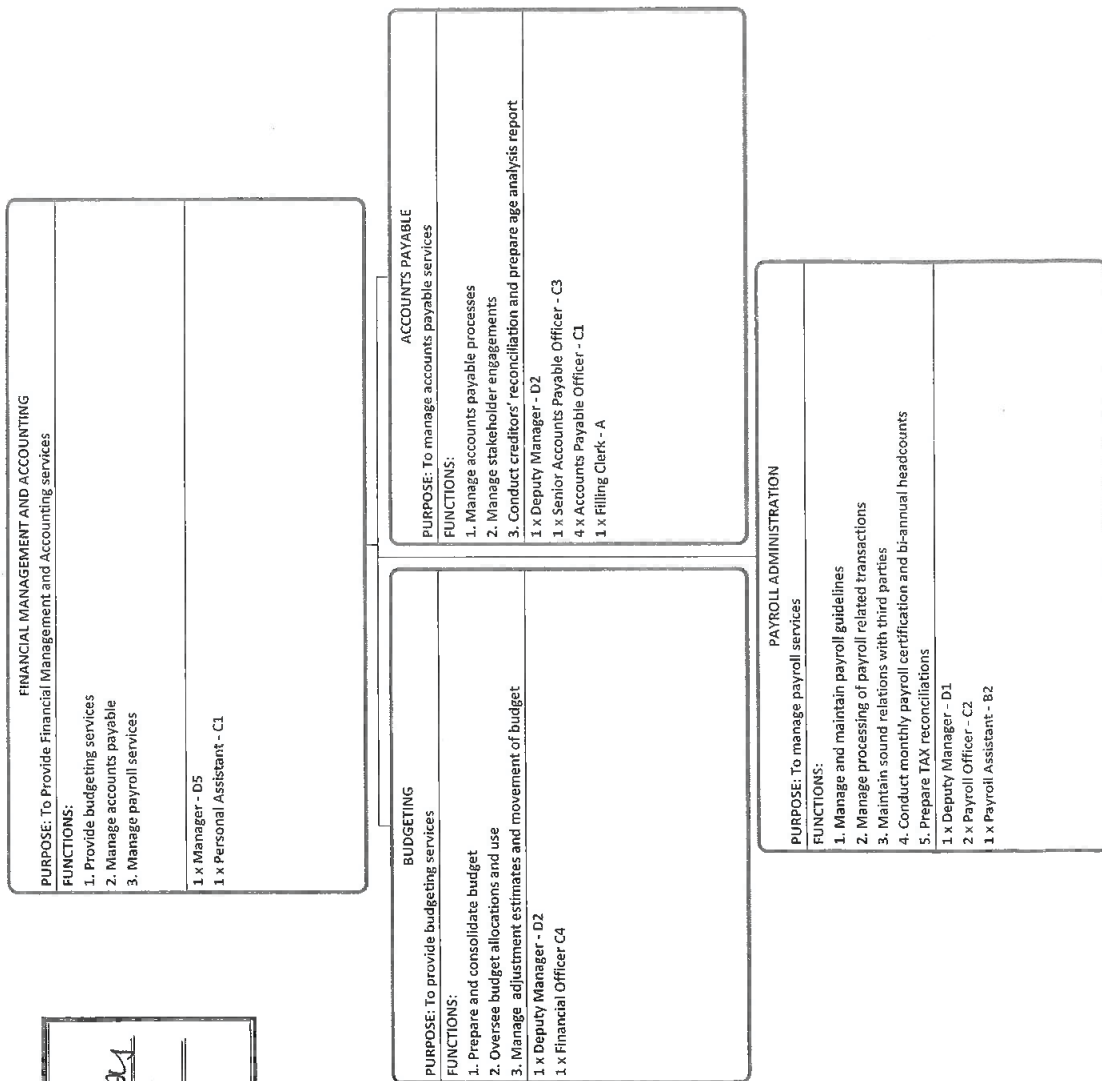 FINANCIAL MANAGEMENT AND ACCOUNTING
PURPOSE: To Provide Financial Management and Accounting services
FUNCTIONS:
1. Provide budgeting services
2. Manage accounts payable
3. Manage payroll services
1 x Manager - D5
1 x Personal Assistant - C1
BUDGETING
PURPOSE: To provide budgeting services
FUNCTIONS:
1. Prepare and consolidate budget
2. Oversee budget allocations and use
3. Manage adjustment estimates and movement of budget
1 x Deputy Manager - D2
1 x Financial Officer C4
ACCOUNTS PAYABLE
PURPOSE: To manage accounts payable services
FUNCTIONS:
1. Manage accounts payable processes
2. Manage stakeholder engagements
3. Conduct creditors' reconciliation and prepare age analysis report
1 x Deputy Manager - D2
1 x Senior Accounts Payable Officer - C3
4 x Accounts Payable Officer - C1
1 x Filling Clerk - A
PAYROLL ADMINISTRATION
PURPOSE: To manage payroll services
FUNCTIONS:
1. Manage and maintain payroll guidelines
2. Manage processing of payroll related transactions
3. Maintain sound relations with third parties
4. Conduct monthly payroll certification and bi-annual headcounts
5. Prepare TAX reconciliations
1 x Deputy Manager - D1
2 x Payroll Officer - C2
1 x Payroll Assistant - B2